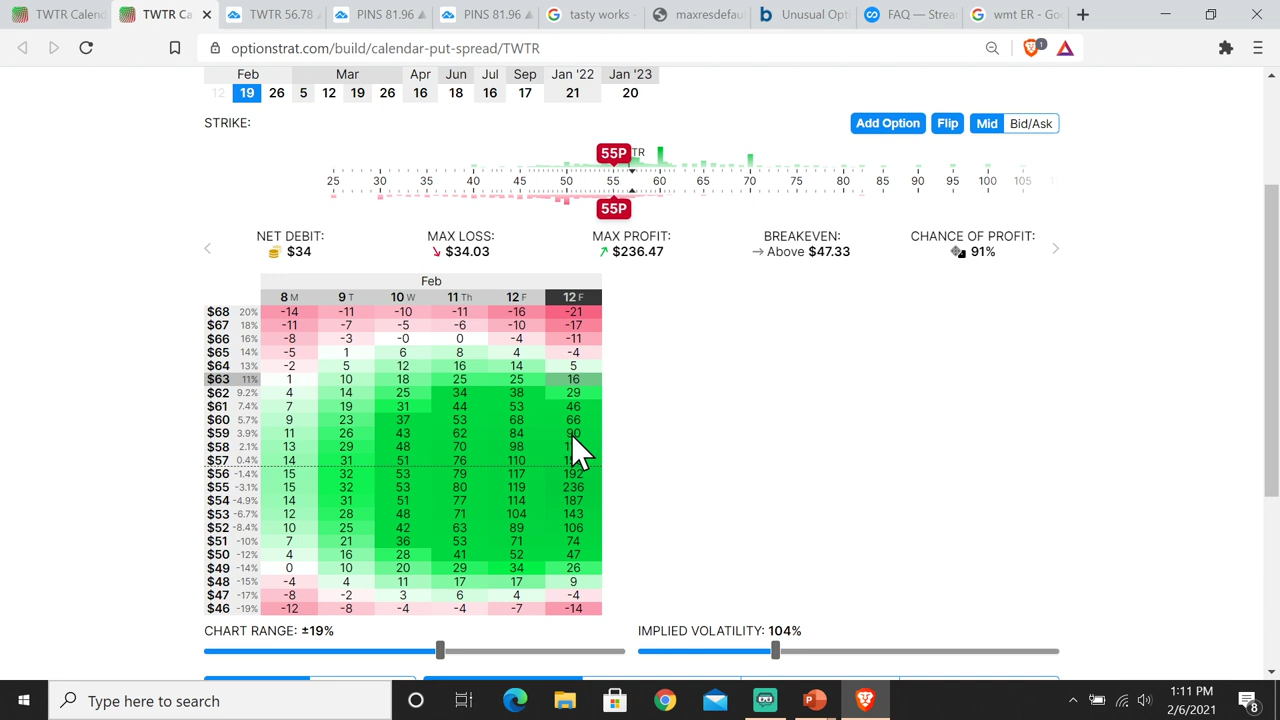 TWTR Calend
TWTR Ca
TWTR 56.78
PINS 81.96
PINS 81.96
tasty works -
maxresdefau
Unusual Opti
FAQ — Strea
wmt ER - Goo
optionstrat.com/build/calendar-put-spread/TWTR
1
Feb Mar Apr Jun Jul Sep Jan '22 Jan '23
12 19 26 5 12 19 26 16 18 16 17 21 20
STRIKE:
Add Option Flip Mid Bid/Ask
55P TR
25 30 35 40 45 50 55 60 65 70 75 80 85 90 95 100 105
55P
NET DEBIT: MAX LOSS: MAX PROFIT: BREAKEVEN: CHANCE OF PROFIT:
$34 $34.03 $236.47 Above $47.33 91%
Feb
8 M 9 T 10 W 11 Th 12 F 12 F
$68 20% -14 -11 -10 -11 -16 -21
$67 18% -11 -7 -5 -6 -10 -17
$66 16% -8 -3 -0 0 -4 -11
$65 14% -5 1 6 8 4 -4
$64 13% -2 5 12 16 14 5
$63 11% 1 10 18 25 25 16
$62 9.2% 4 14 25 34 38 29
$61 7.4% 7 19 31 44 53 46
$60 5.7% 9 23 37 53 68 66
$59 3.9% 11 26 43 62 84 90
$58 2.1% 13 29 48 70 98
$57 0.4% 14 31 51 76 110
$56 -1.4% 15 32 53 79 117 192
$55 -3.1% 15 32 53 80 119 236
$54 -4.9% 14 31 51 77 114 187
$53 -6.7% 12 28 48 71 104 143
$52 -8.4% 10 25 42 63 89 106
$51 -10% 7 21 36 53 71 74
$50 -12% 4 16 28 41 52 47
$49 -14% 0 10 20 29 34 26
$48 -15% -4 4 11 17 17 9
$47 -17% -8 -2 3 6 4 -4
$46 -19% -12 -8 -4 -4 -7 -14
CHART RANGE: ±19% IMPLIED VOLATILITY: 104%
Type here to search
1:11 PM
2/6/2021
8